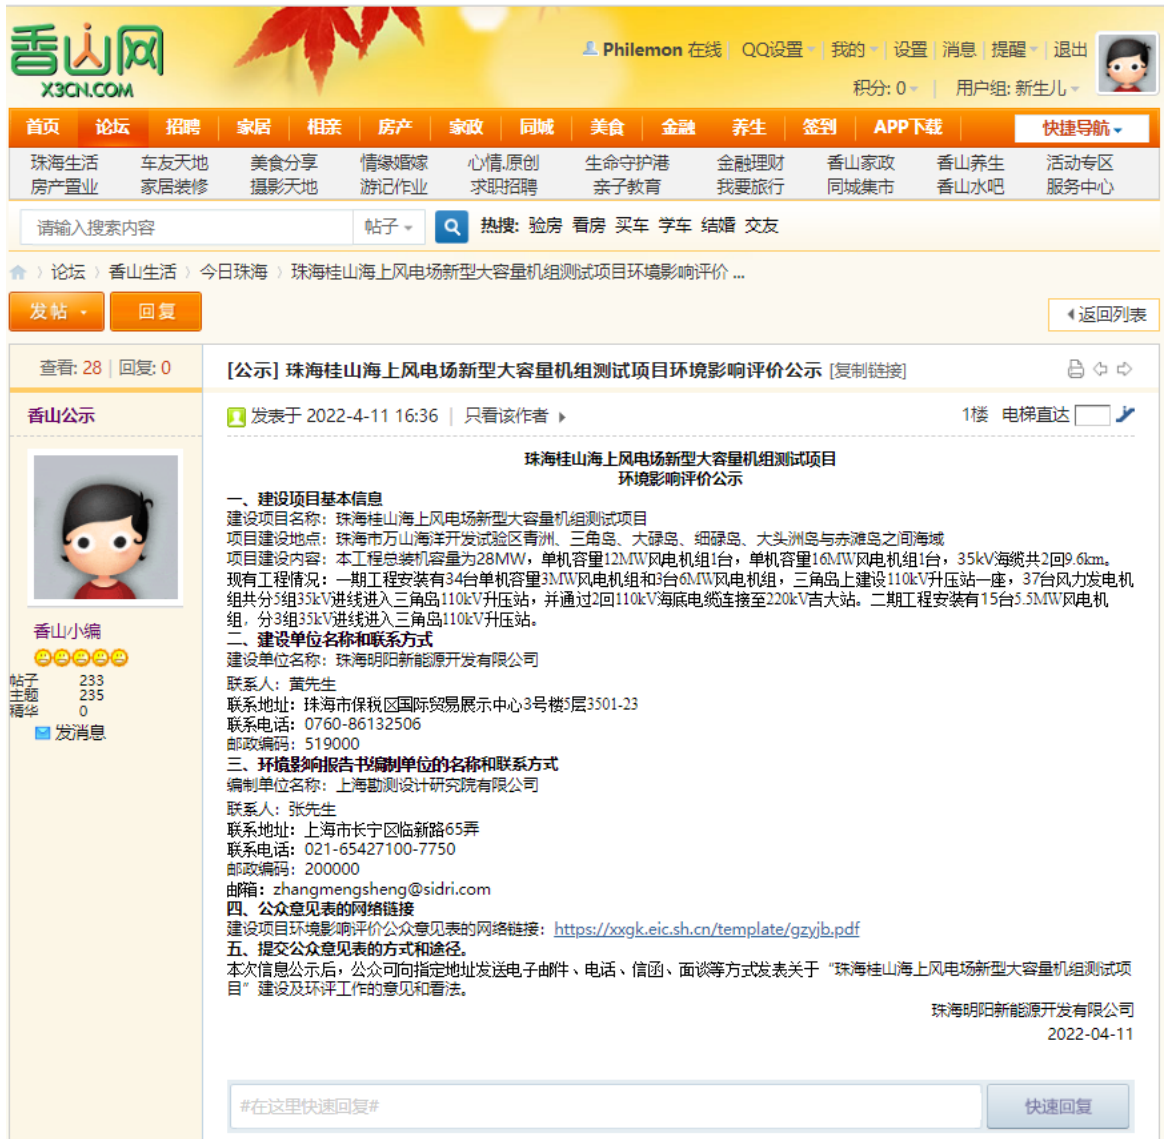 香山网
X3CN.COM
Philemon 在线 | QQ设置 | 我的 | 设置 | 消息 | 提醒 | 退出
积分: 0 | 用户组: 新生儿
首页 论坛 招聘 家居 相亲 房产 家政 同城 美食 金融 养生 签到 APP下载 快捷导航
珠海生活 车友天地 美食分享 情缘婚嫁 心情.原创 生命守护港 金融理财 香山家政 香山养生 活动专区
房产置业 家居装修 摄影天地 游记作业 求职招聘 亲子教育 我要旅行 同城集市 香山水吧 服务中心
请输入搜索内容 帖子 热搜: 验房 看房 买车 学车 结婚 交友
论坛 › 香山生活 › 今日珠海 › 珠海桂山海上风电场新型大容量机组测试项目环境影响评价 ...
发帖 回复 返回列表
查看: 28 | 回复: 0
[公示] 珠海桂山海上风电场新型大容量机组测试项目环境影响评价公示 [复制链接]
香山公示
发表于 2022-4-11 16:36 | 只看该作者
1楼 电梯直达
珠海桂山海上风电场新型大容量机组测试项目
环境影响评价公示
一、建设项目基本信息
建设项目名称：珠海桂山海上风电场新型大容量机组测试项目
项目建设地点：珠海市万山海洋开发试验区青洲、三角岛、大碌岛、细碌岛、大头洲岛与赤滩岛之间海域
项目建设内容：本工程总装机容量为28MW，单机容量12MW风电机组1台，单机容量16MW风电机组1台，35kV海缆共2回9.6km。
现有工程情况：一期工程安装有34台单机容量3MW风电机组和3台6MW风电机组，三角岛上建设110kV升压站一座，37台风力发电机
组共分5组35kV进线进入三角岛110kV升压站，并通过2回110kV海底电缆连接至220kV吉大站。二期工程安装有15台5.5MW风电机
组，分3组35kV进线进入三角岛110kV升压站。
二、建设单位名称和联系方式
建设单位名称：珠海明阳新能源开发有限公司
联系人：黄先生
联系地址：珠海市保税区国际贸易展示中心3号楼5层3501-23
联系电话：0760-86132506
邮政编码：519000
三、环境影响报告书编制单位的名称和联系方式
编制单位名称：上海勘测设计研究院有限公司
联系人：张先生
联系地址：上海市长宁区临新路65弄
联系电话：021-65427100-7750
邮政编码：200000
邮箱：zhangmengsheng@sidri.com
四、公众意见表的网络链接
建设项目环境影响评价公众意见表的网络链接：https://xxgk.eic.sh.cn/template/gzyjb.pdf
五、提交公众意见表的方式和途径。
本次信息公示后，公众可向指定地址发送电子邮件、电话、信函、面谈等方式发表关于“珠海桂山海上风电场新型大容量机组测试项
目”建设及环评工作的意见和看法。
珠海明阳新能源开发有限公司
2022-04-11
香山小编
帖子 233
主题 235
精华 0
发消息
#在这里快速回复#
快速回复